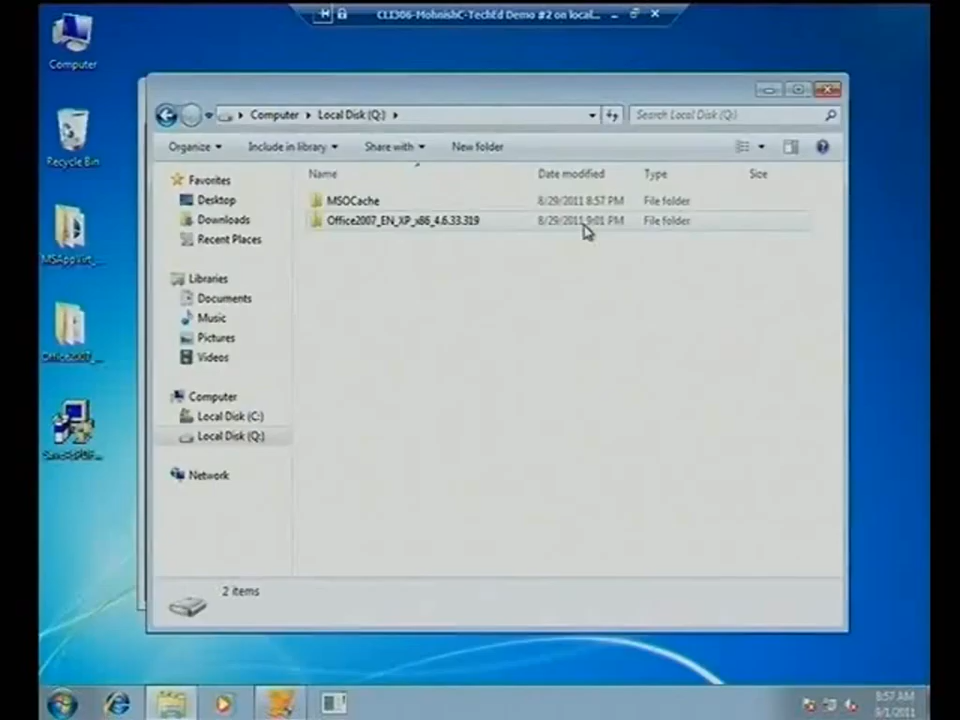 CLI306-MohnishC-TechEd Demo #2 on local...
Computer
Recycle Bin
MSAppVirt_...
Office2007_...
Computer
Local Disk (Q:)
Search Local Disk (Q:)
Organize
Include in library
Share with
New folder
Name
Date modified
Type
Size
MSOCache
8/29/2011 8:57 PM
File folder
Office2007_EN_XP_x86_4.6.33.319
8/29/2011 9:01 PM
File folder
Favorites
Desktop
Downloads
Recent Places
Libraries
Documents
Music
Pictures
Videos
Computer
Local Disk (C:)
Local Disk (Q:)
Network
2 items
8:57 AM
9/1/2011